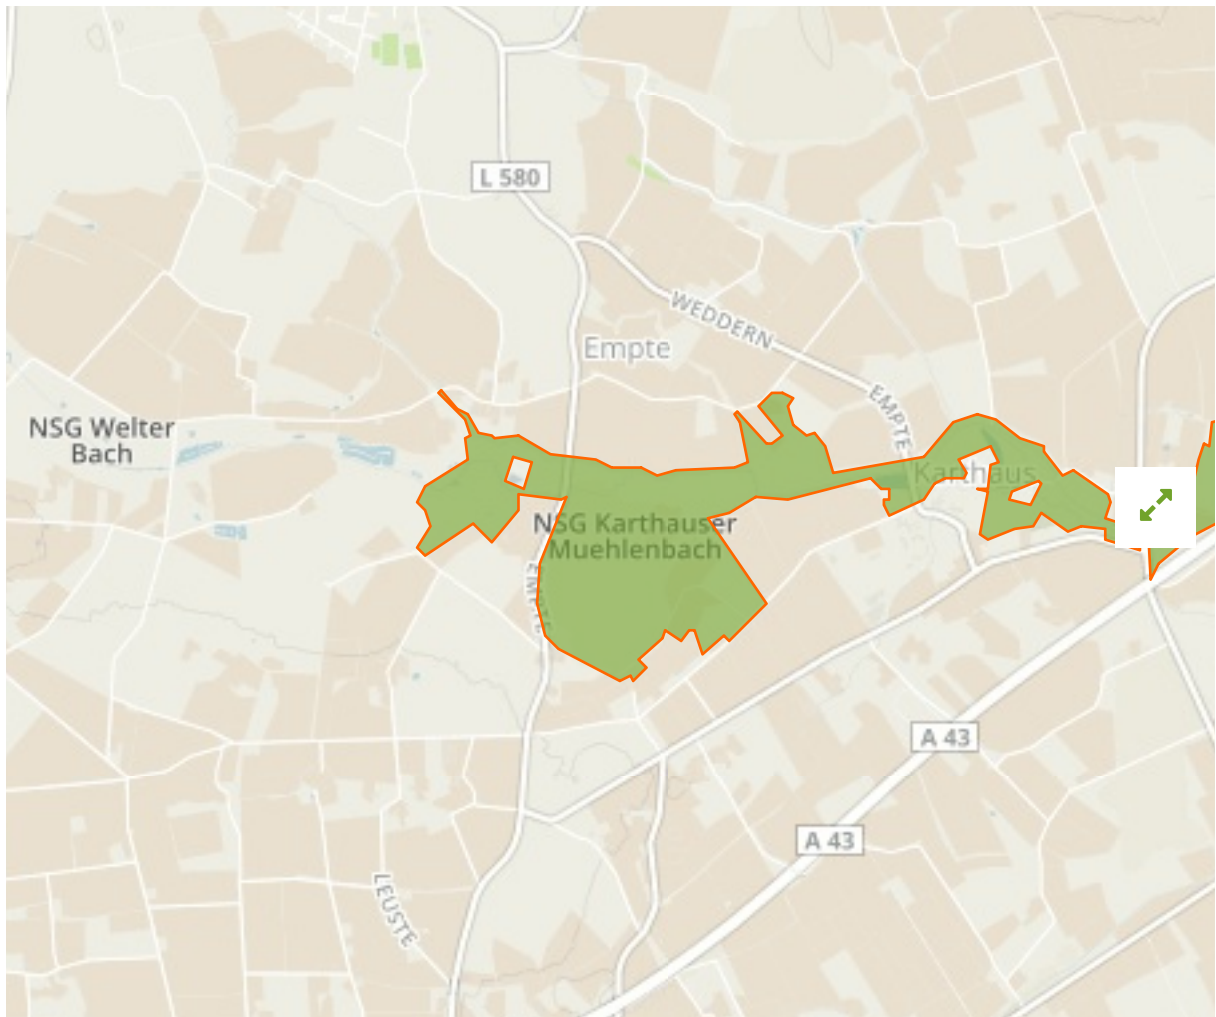 L 580
WEDDERN
Empte
EMPTE
NSG Welter
Bach
Karthaus
NSG Karthauser
Muehlenbach
EMPTE
A 43
A 43
LEUSTE